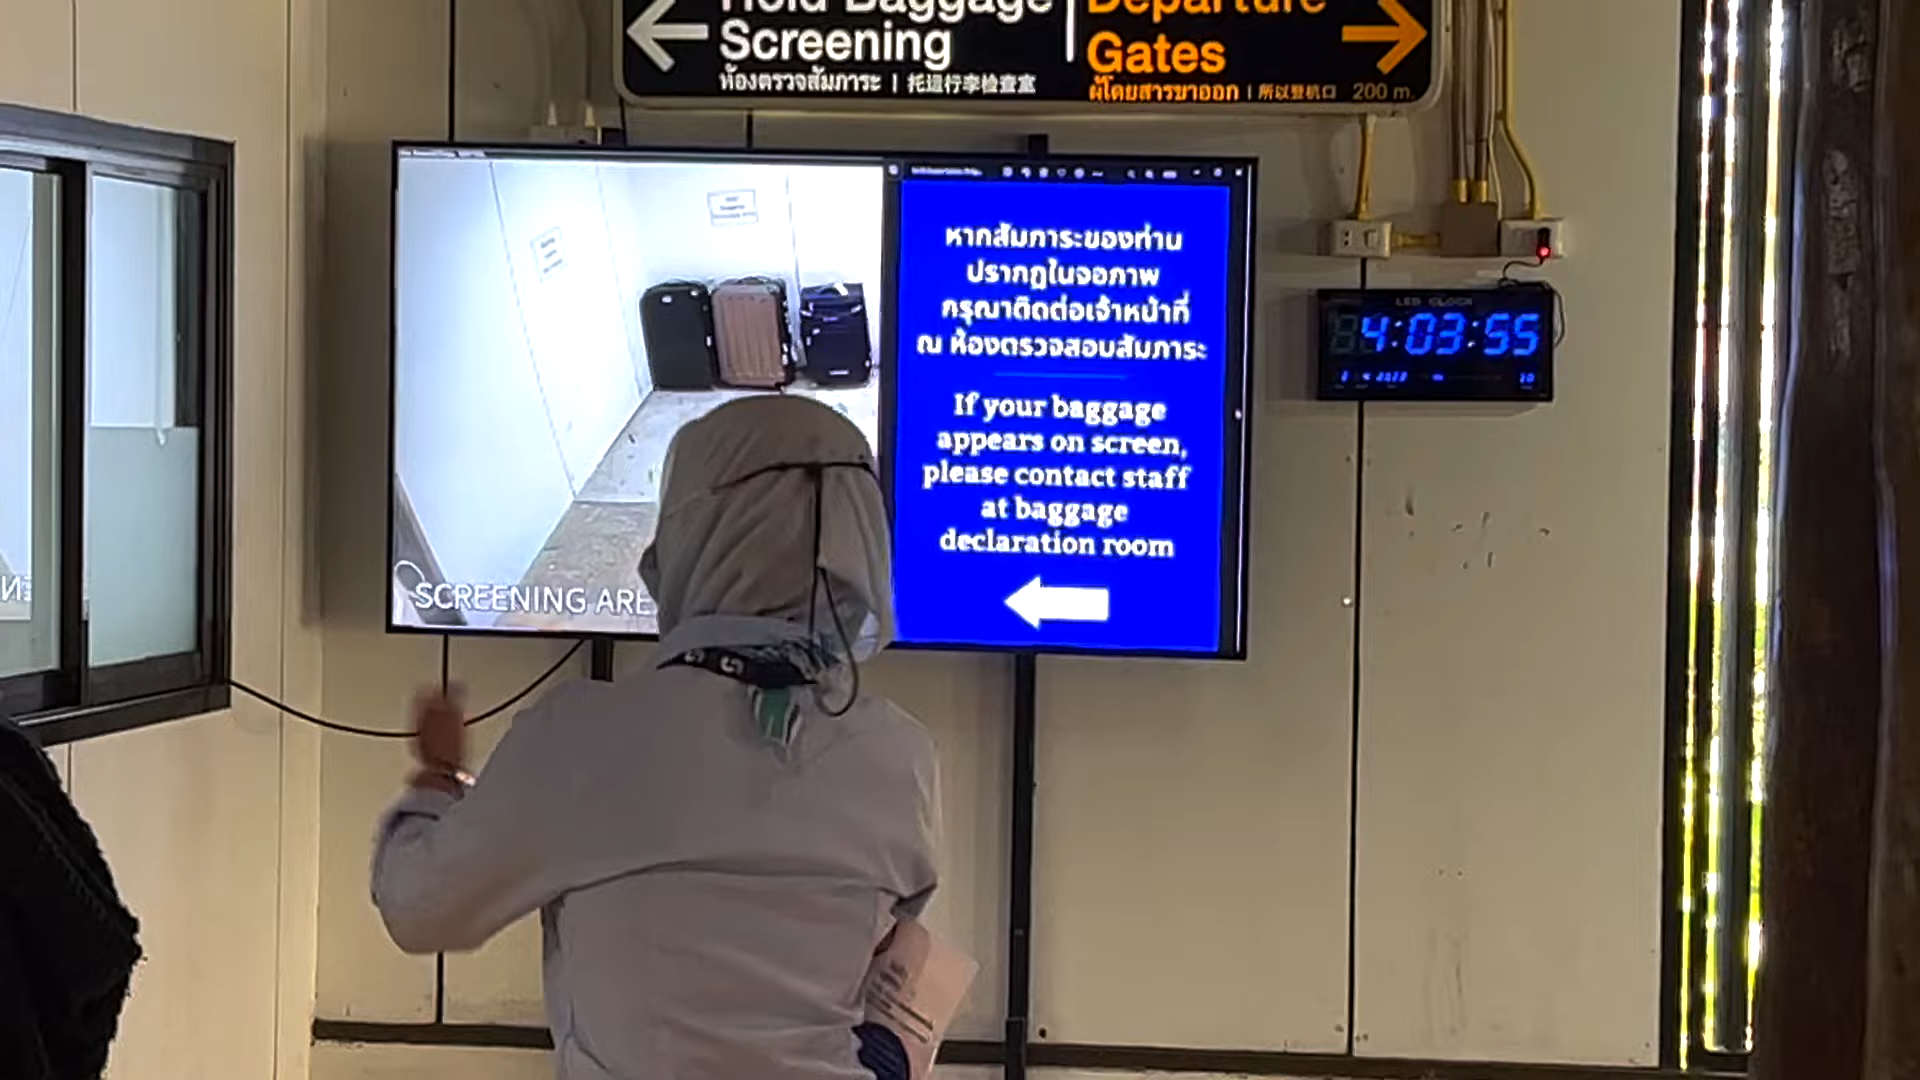 Hold Baggage
Screening
ห้องตรวจสัมภาระ | 托运行李检查室
Departure
Gates
ผู้โดยสารขาออก | 所以登机口 200 m.
หากสัมภาระของท่าน
ปรากฏในจอภาพ
กรุณาติดต่อเจ้าหน้าที่
ณ ห้องตรวจสอบสัมภาระ
If your baggage
appears on screen,
please contact staff
at baggage
declaration room
SCREENING ARE
LED CLOCK
4:03:55